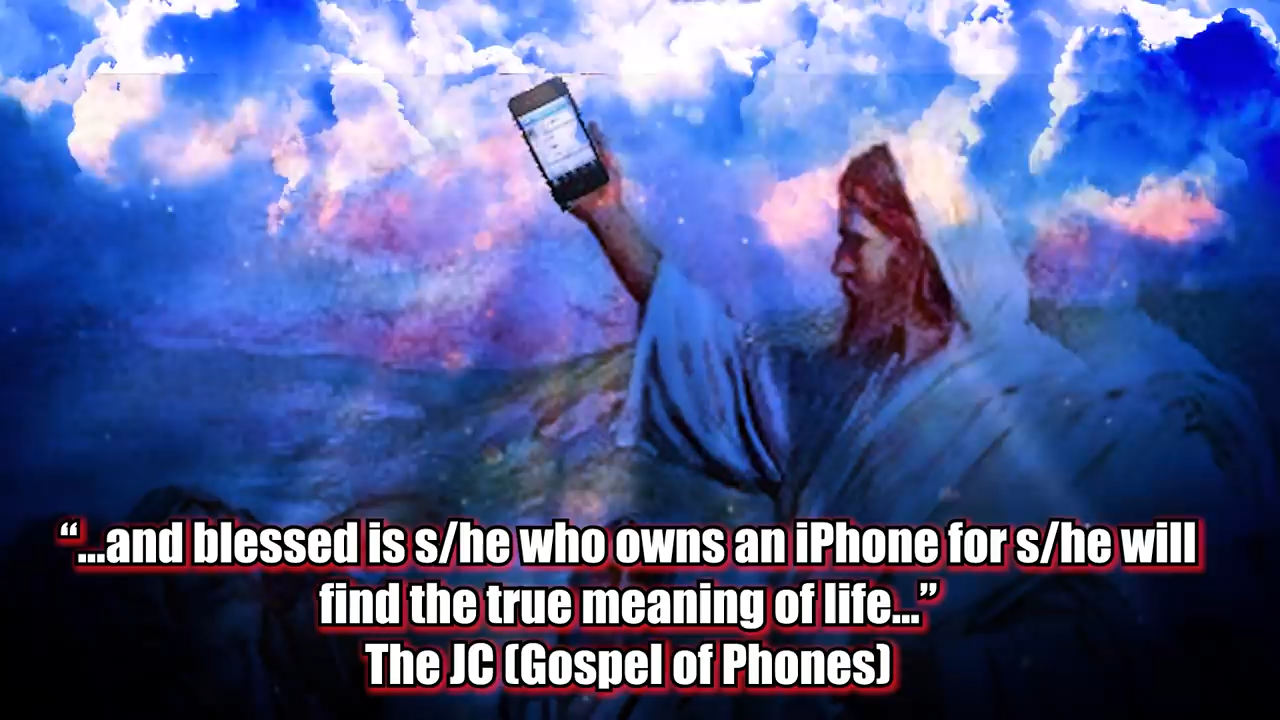 “...and blessed is s/he who owns an iPhone for s/he will
find the true meaning of life...”
The JC (Gospel of Phones)